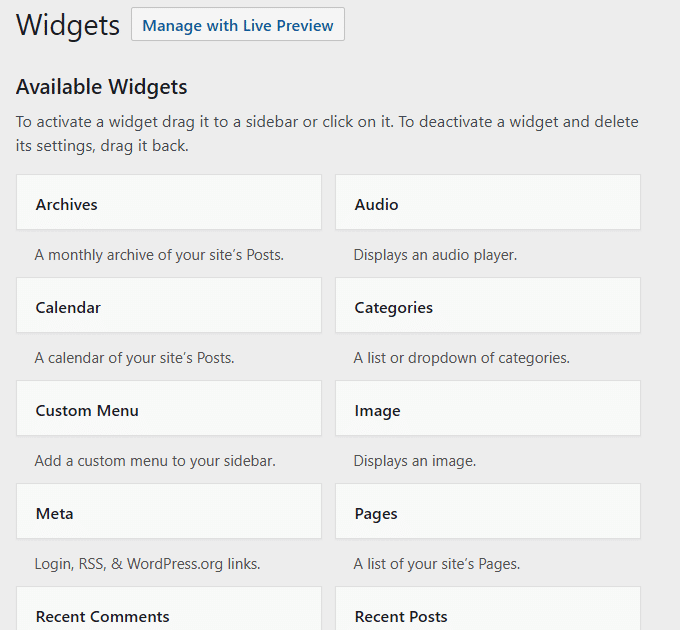 Widgets
Manage with Live Preview
Available Widgets
To activate a widget drag it to a sidebar or click on it. To deactivate a widget and delete
its settings, drag it back.
Archives
Audio
A monthly archive of your site's Posts.
Displays an audio player.
Calendar
Categories
A calendar of your site's Posts.
A list or dropdown of categories.
Custom Menu
Image
Add a custom menu to your sidebar.
Displays an image.
Meta
Pages
Login, RSS, & WordPress.org links.
A list of your site's Pages.
Recent Comments
Recent Posts